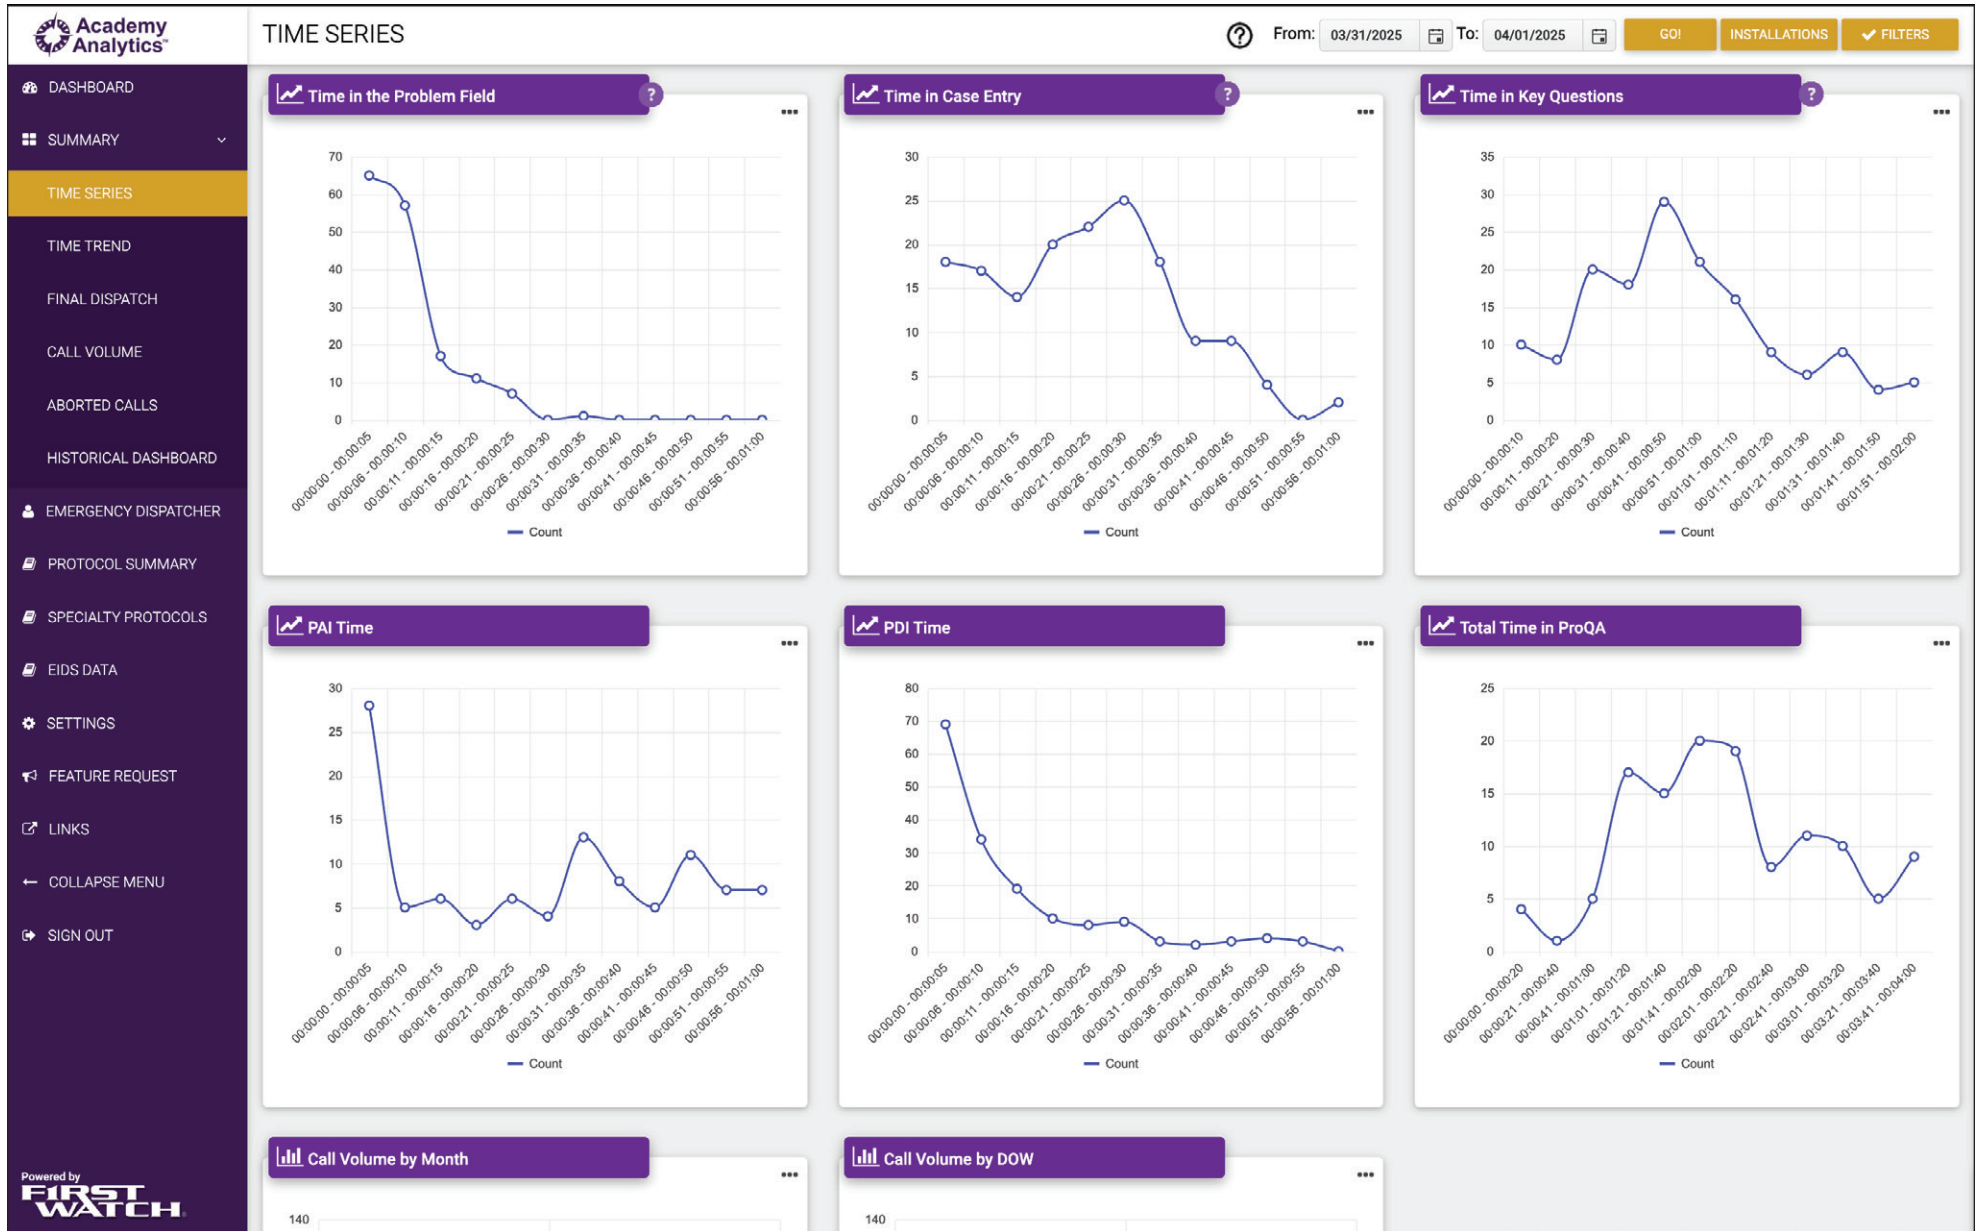 Academy
Analytics™
TIME SERIES
From: 03/31/2025 To: 04/01/2025 GO! INSTALLATIONS FILTERS
DASHBOARD
SUMMARY
TIME SERIES
TIME TREND
FINAL DISPATCH
CALL VOLUME
ABORTED CALLS
HISTORICAL DASHBOARD
EMERGENCY DISPATCHER
PROTOCOL SUMMARY
SPECIALTY PROTOCOLS
EIDS DATA
SETTINGS
FEATURE REQUEST
LINKS
COLLAPSE MENU
SIGN OUT
Powered by
FIRST
WATCH®
Time in the Problem Field ?
70
60
50
40
30
20
10
0
00:00:00 - 00:00:05
00:00:06 - 00:00:10
00:00:11 - 00:00:15
00:00:16 - 00:00:20
00:00:21 - 00:00:25
00:00:26 - 00:00:30
00:00:31 - 00:00:35
00:00:36 - 00:00:40
00:00:41 - 00:00:45
00:00:46 - 00:00:50
00:00:51 - 00:00:55
00:00:56 - 00:01:00
Count
Time in Case Entry ?
30
25
20
15
10
5
0
00:00:00 - 00:00:05
00:00:06 - 00:00:10
00:00:11 - 00:00:15
00:00:16 - 00:00:20
00:00:21 - 00:00:25
00:00:26 - 00:00:30
00:00:31 - 00:00:35
00:00:36 - 00:00:40
00:00:41 - 00:00:45
00:00:46 - 00:00:50
00:00:51 - 00:00:55
00:00:56 - 00:01:00
Count
Time in Key Questions ?
35
30
25
20
15
10
5
0
00:00:00 - 00:00:10
00:00:11 - 00:00:20
00:00:21 - 00:00:30
00:00:31 - 00:00:40
00:00:41 - 00:00:50
00:00:51 - 00:01:00
00:01:01 - 00:01:10
00:01:11 - 00:01:20
00:01:21 - 00:01:30
00:01:31 - 00:01:40
00:01:41 - 00:01:50
00:01:51 - 00:02:00
Count
PAI Time
30
25
20
15
10
5
0
00:00:00 - 00:00:05
00:00:06 - 00:00:10
00:00:11 - 00:00:15
00:00:16 - 00:00:20
00:00:21 - 00:00:25
00:00:26 - 00:00:30
00:00:31 - 00:00:35
00:00:36 - 00:00:40
00:00:41 - 00:00:45
00:00:46 - 00:00:50
00:00:51 - 00:00:55
00:00:56 - 00:01:00
Count
PDI Time
80
70
60
50
40
30
20
10
0
00:00:00 - 00:00:05
00:00:06 - 00:00:10
00:00:11 - 00:00:15
00:00:16 - 00:00:20
00:00:21 - 00:00:25
00:00:26 - 00:00:30
00:00:31 - 00:00:35
00:00:36 - 00:00:40
00:00:41 - 00:00:45
00:00:46 - 00:00:50
00:00:51 - 00:00:55
00:00:56 - 00:01:00
Count
Total Time in ProQA
25
20
15
10
5
0
00:00:00 - 00:00:20
00:00:21 - 00:00:40
00:00:41 - 00:01:00
00:01:01 - 00:01:20
00:01:21 - 00:01:40
00:01:41 - 00:02:00
00:02:01 - 00:02:20
00:02:21 - 00:02:40
00:02:41 - 00:03:00
00:03:01 - 00:03:20
00:03:21 - 00:03:40
00:03:41 - 00:04:00
Count
Call Volume by Month
140
Call Volume by DOW
140